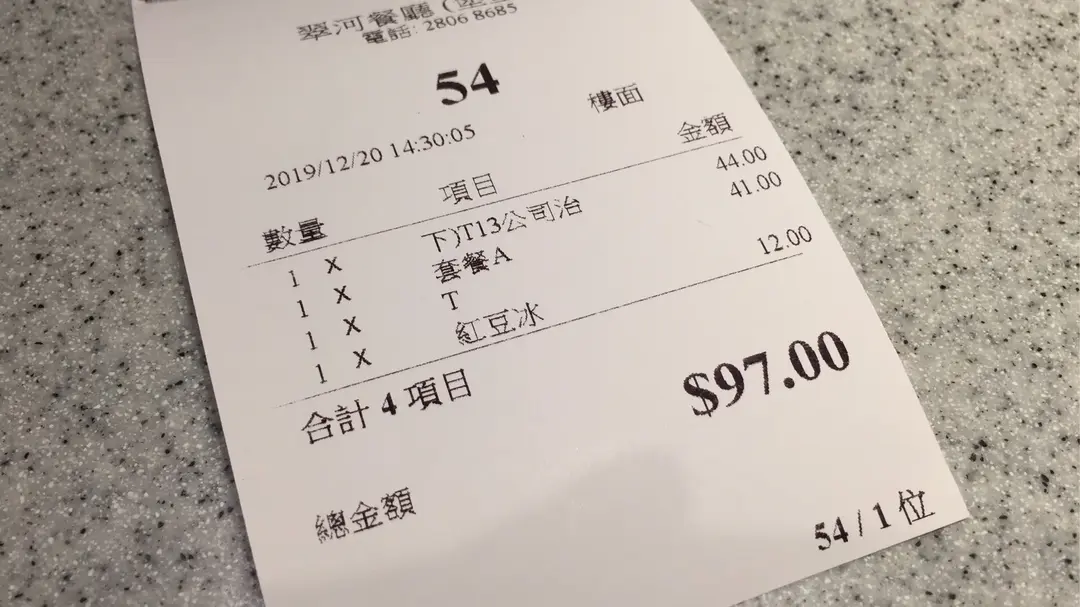 翠河餐廳 (
電話: 2806 8685
54
樓面
2019/12/20 14:30:05
數量 項目 金額
1 X 下)T13公司治 44.00
1 X 套餐A 41.00
1 X T
1 X 紅豆冰 12.00
合計 4 項目
總金額 $97.00
54 / 1 位